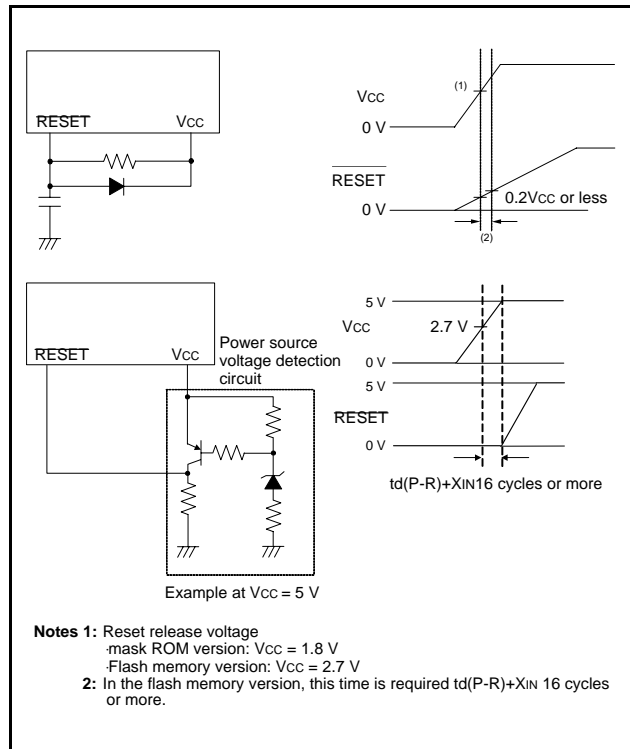 RESET
Vcc
(1)
Vcc
0 V
RESET
0.2Vcc or less
0 V
(2)
RESET
Vcc
Power source
voltage detection
circuit
5 V
Vcc
2.7 V
0 V
5 V
RESET
0 V
td(P-R)+XIN16 cycles or more
Example at Vcc = 5 V
Notes 1: Reset release voltage
·mask ROM version: Vcc = 1.8 V
·Flash memory version: Vcc = 2.7 V
2: In the flash memory version, this time is required td(P-R)+XIN 16 cycles
or more.